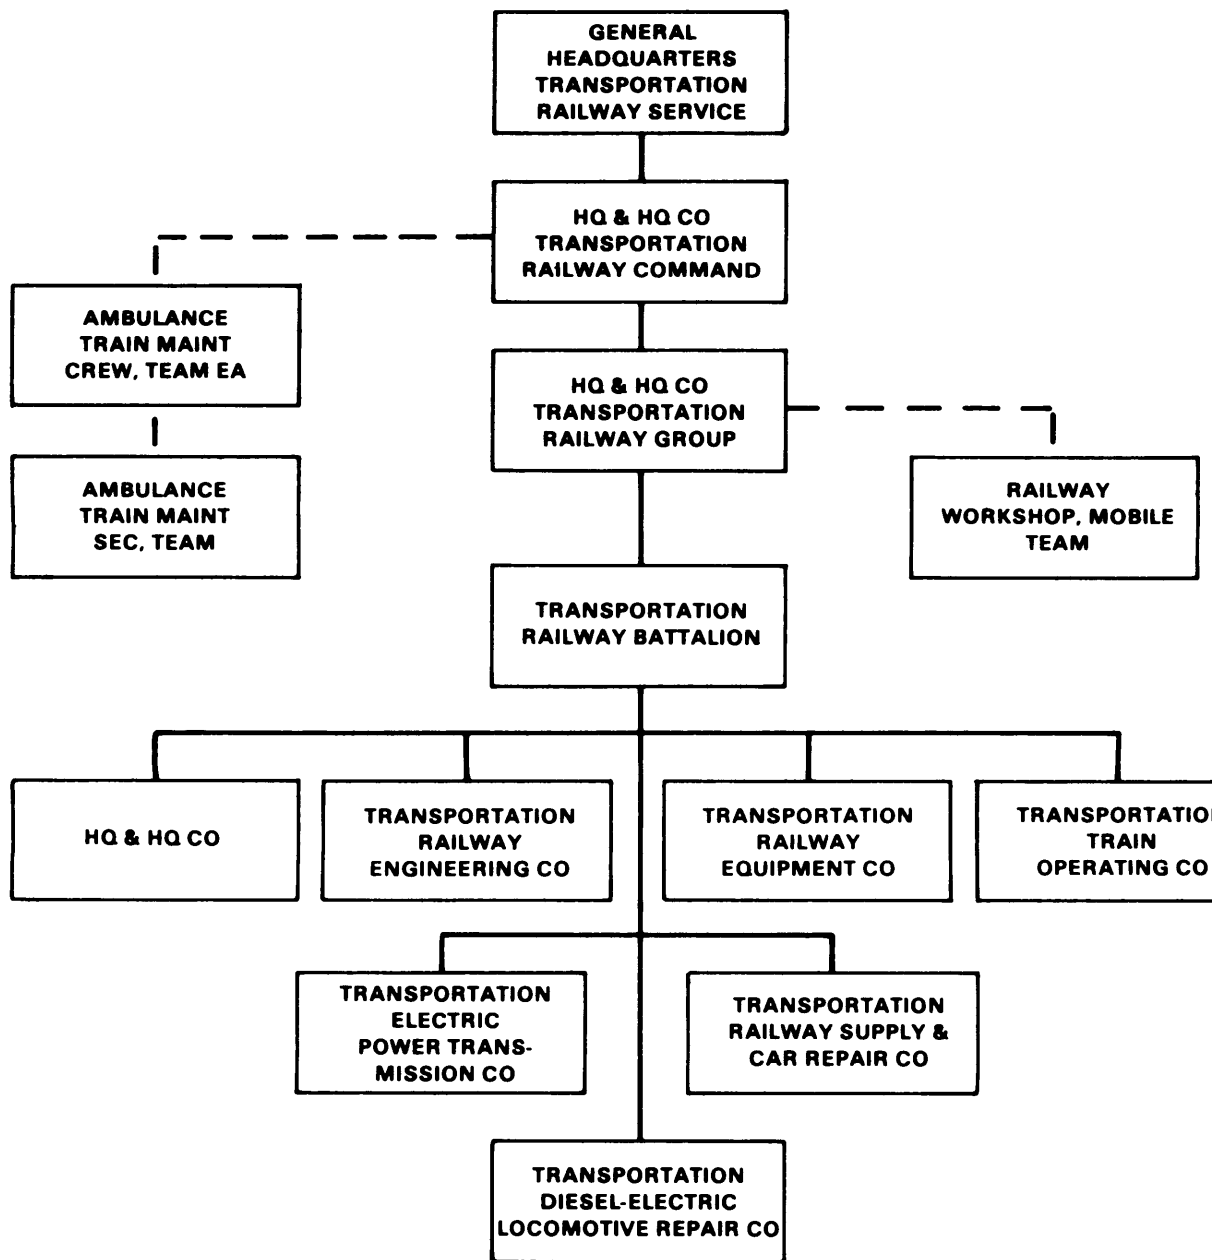 GENERAL
HEADQUARTERS
TRANSPORTATION
RAILWAY SERVICE
HQ & HQ CO
TRANSPORTATION
RAILWAY COMMAND
AMBULANCE
TRAIN MAINT
CREW, TEAM EA
HQ & HQ CO
TRANSPORTATION
RAILWAY GROUP
AMBULANCE
TRAIN MAINT
SEC, TEAM
RAILWAY
WORKSHOP, MOBILE
TEAM
TRANSPORTATION
RAILWAY BATTALION
HQ & HQ CO
TRANSPORTATION
RAILWAY
ENGINEERING CO
TRANSPORTATION
RAILWAY
EQUIPMENT CO
TRANSPORTATION
TRAIN
OPERATING CO
TRANSPORTATION
ELECTRIC
POWER TRANS-
MISSION CO
TRANSPORTATION
RAILWAY SUPPLY &
CAR REPAIR CO
TRANSPORTATION
DIESEL-ELECTRIC
LOCOMOTIVE REPAIR CO